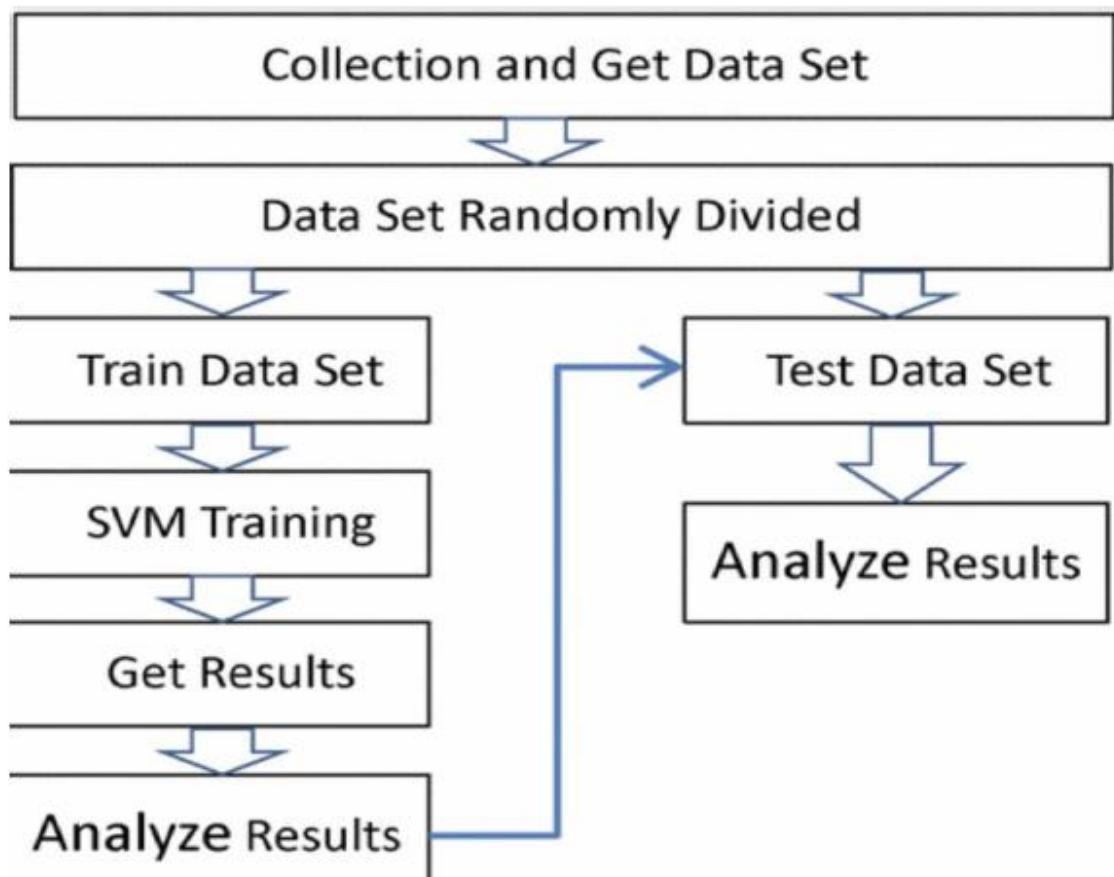 Collection and Get Data Set
Data Set Randomly Divided
Train Data Set
Test Data Set
SVM Training
Analyze Results
Get Results
Analyze Results